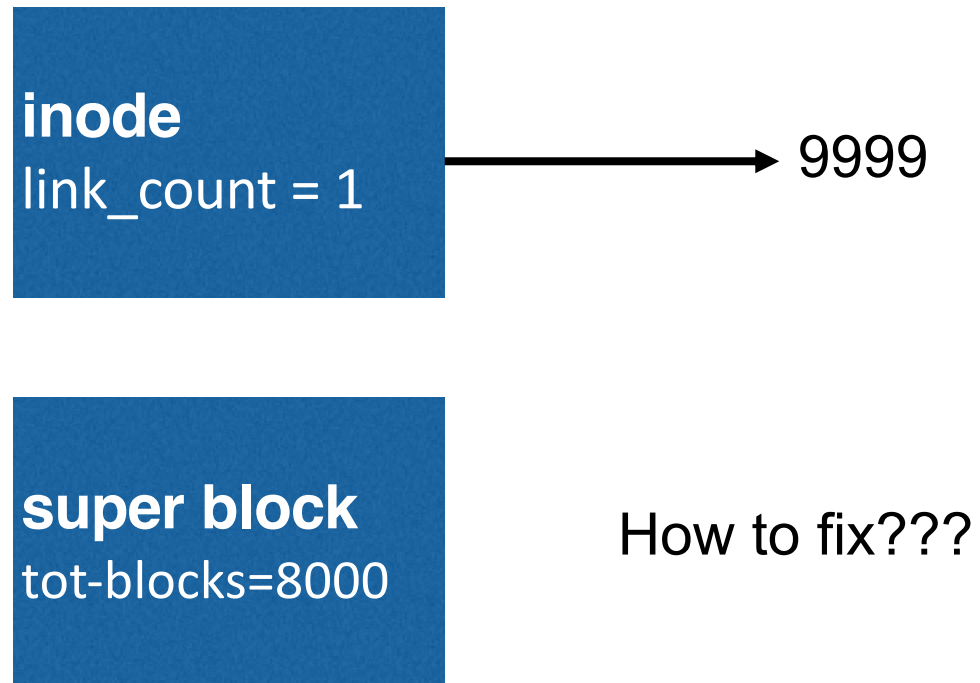 inode
link_count = 1
9999
super block
tot-blocks=8000
How to fix???